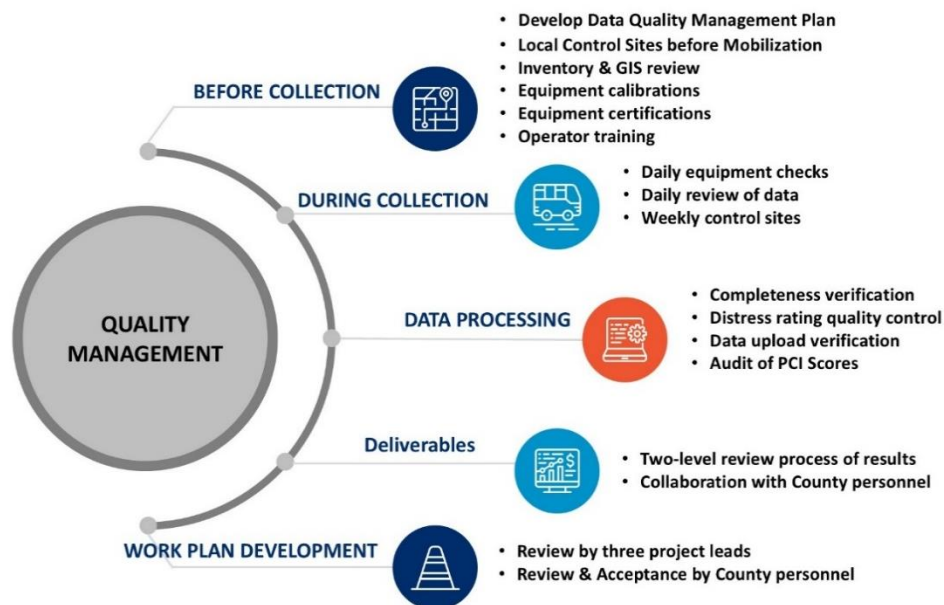 BEFORE COLLECTION
• Develop Data Quality Management Plan
• Local Control Sites before Mobilization
• Inventory & GIS review
• Equipment calibrations
• Equipment certifications
• Operator training
DURING COLLECTION
• Daily equipment checks
• Daily review of data
• Weekly control sites
QUALITY
MANAGEMENT
DATA PROCESSING
• Completeness verification
• Distress rating quality control
• Data upload verification
• Audit of PCI Scores
Deliverables
$
• Two-level review process of results
• Collaboration with County personnel
WORK PLAN DEVELOPMENT
• Review by three project leads
• Review & Acceptance by County personnel